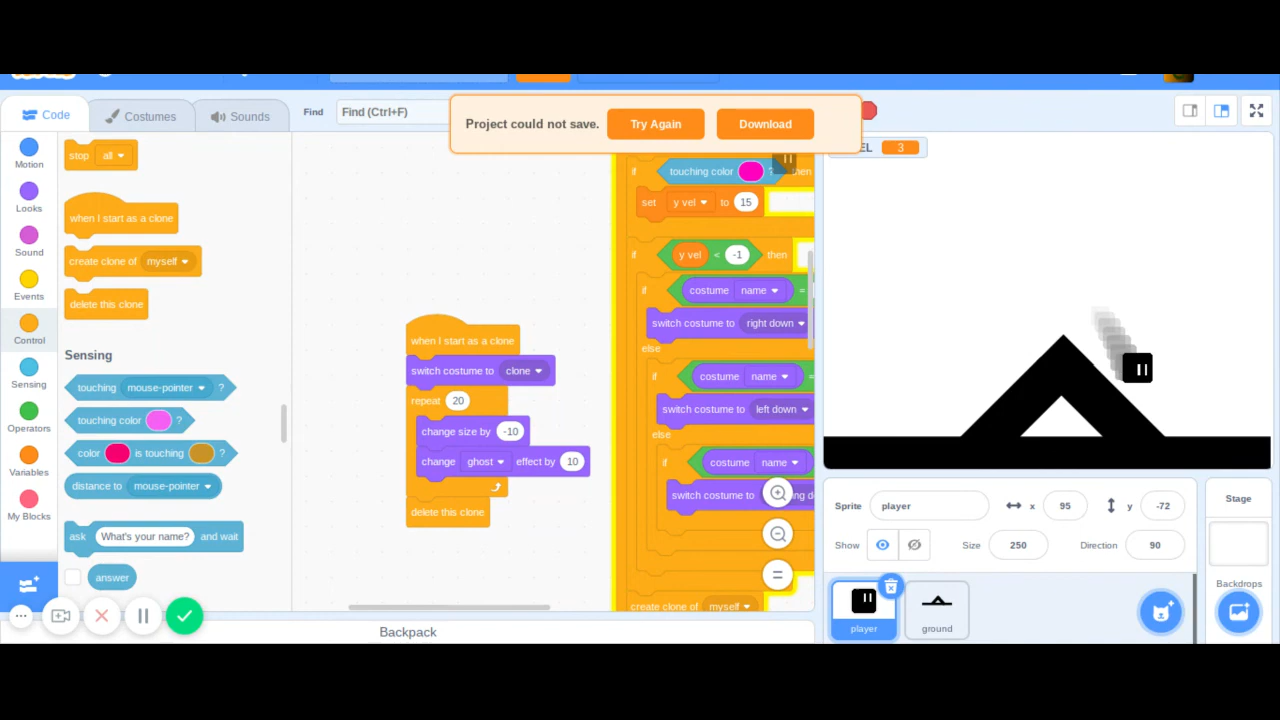 Code
Costumes
Sounds
Find
Find (Ctrl+F)
Project could not save.
Try Again
Download
EL 3
Motion
Looks
Sound
Events
Control
Sensing
Operators
Variables
My Blocks
stop all
when I start as a clone
create clone of myself
delete this clone
Sensing
touching mouse-pointer ?
touching color ?
color is touching ?
distance to mouse-pointer
ask What's your name? and wait
answer
when I start as a clone
switch costume to clone
repeat 20
change size by -10
change ghost effect by 10
delete this clone
if touching color ? then
set y vel to 15
if y vel < -1 then
if costume name =
switch costume to right down
else
if costume name =
switch costume to left down
else
if costume name =
switch costume to
create clone of myself
Backpack
Sprite player x 95 y -72
Show Size 250 Direction 90
player
ground
Stage
Backdrops